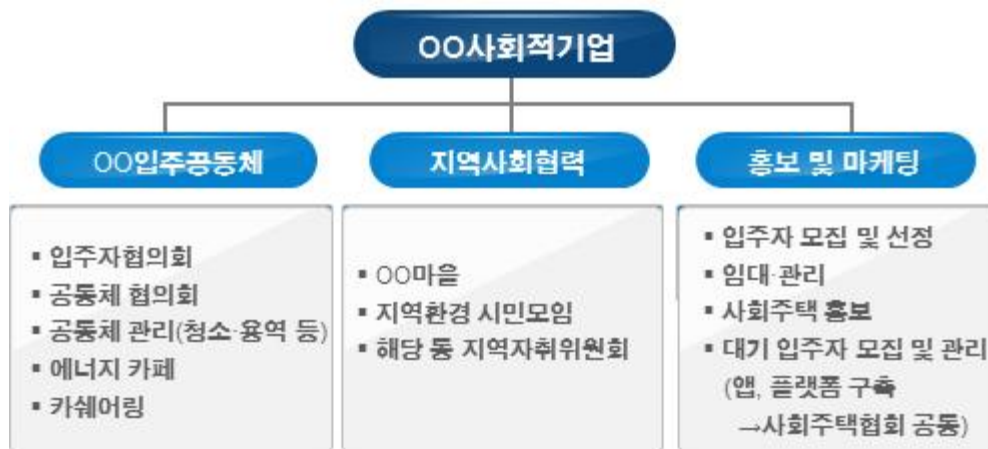 OO사회적기업
OO입주공동체
▪ 입주자협의회
▪ 공동체 협의회
▪ 공동체 관리(청소·용역 등)
▪ 에너지 카페
▪ 카쉐어링
지역사회협력
▪ OO마을
▪ 지역환경 시민모임
▪ 해당 동 지역자취위원회
홍보 및 마케팅
▪ 입주자 모집 및 선정
▪ 임대·관리
▪ 사회주택 홍보
▪ 대기 입주자 모집 및 관리
(앱, 플랫폼 구축
→사회주택협회 공동)